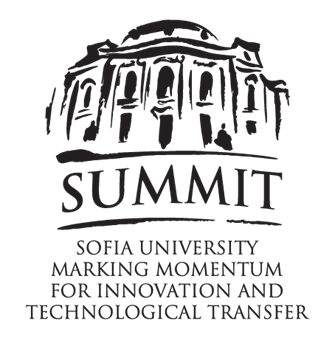 SUMMIT
SOFIA UNIVERSITY
MARKING MOMENTUM
FOR INNOVATION AND
TECHNOLOGICAL TRANSFER